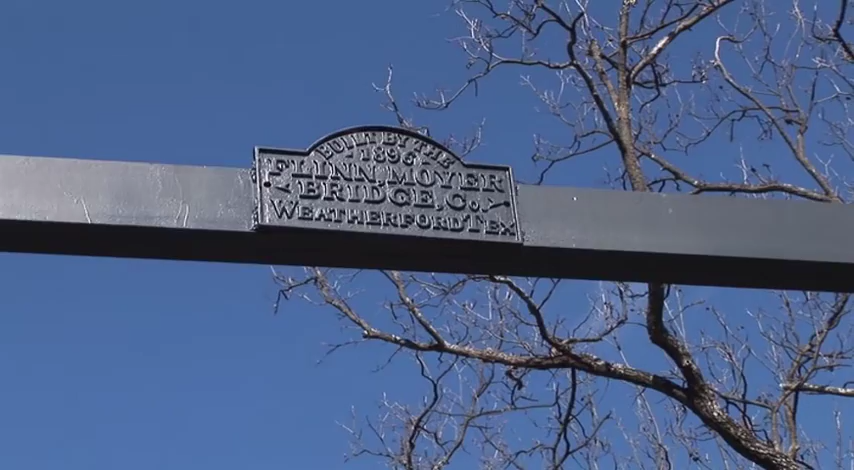 BUILT BY THE
1896
FLINN MOYER
BRIDGE Co.
WEATHERFORD TEX